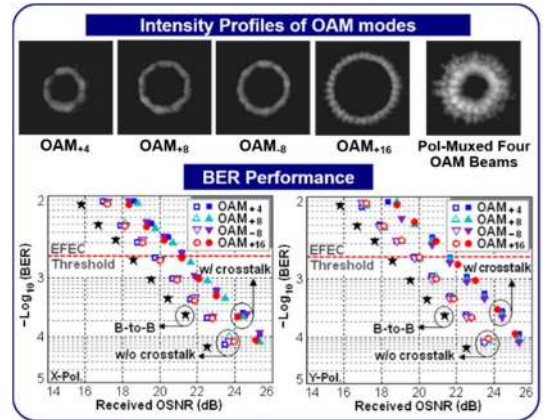 Intensity Profiles of OAM modes
OAM+4
OAM+8
OAM-8
OAM+16
Pol-Muxed Four
OAM Beams
BER Performance
-Log10(BER)
2
3
4
5
EFEC
Threshold
OAM+4
OAM+8
OAM-8
OAM+16
w/ crosstalk
B-to-B
w/o crosstalk
X-Pol.
14 16 18 20 22 24 26
Received OSNR (dB)
-Log10(BER)
2
3
4
5
EFEC
Threshold
OAM+4
OAM+8
OAM-8
OAM+16
w/ crosstalk
B-to-B
w/o crosstalk
Y-Pol.
14 16 18 20 22 24 26
Received OSNR (dB)